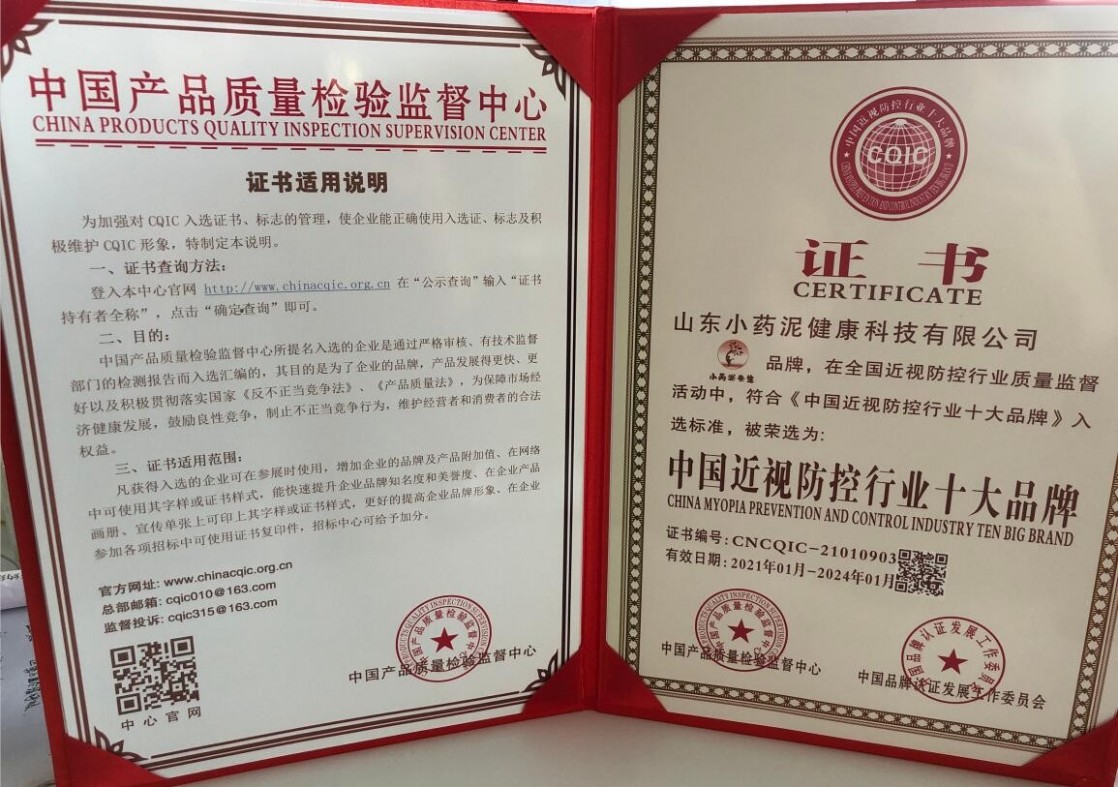 中国产品质量检验监督中心
CHINA PRODUCTS QUALITY INSPECTION SUPERVISION CENTER
证书适用说明
为加强对 CQIC 入选证书、标志的管理，使企业能正确使用入选证、标志及积
极维护 CQIC 形象，特制定本说明。
一、证书查询方法：
登入本中心官网 http://www.chinacqic.org.cn 在“公示查询”输入“证书
持有者全称”，点击“确定查询”即可。
二、目的：
中国产品质量检验监督中心所提名入选的企业是通过严格审核、有技术监督
部门的检测报告而入选汇编的，其目的是为了企业的品牌，产品发展得更快、更
好以及积极贯彻落实国家《反不正当竞争法》、《产品质量法》，为保障市场经
济健康发展，鼓励良性竞争，制止不正当竞争行为，维护经营者和消费者的合法
权益。
三、证书适用范围：
凡获得入选的企业可在参展时使用，增加企业的品牌及产品附加值、在网络
中可使用其字样或证书样式，能快速提升企业品牌知名度和美誉度、在企业产品
画册、宣传单张上可印上其字样或证书样式，更好的提高企业品牌形象、在企业
参加各项招标中可使用证书复印件，招标中心可给予加分。
官方网址: www.chinacqic.org.cn
总部邮箱: cqic010@163.com
监督投诉: cqic315@163.com
中心官网
中国产品质量检验监督中心
中国近视防控行业十大品牌
CQIC
CHINA MYOPIA PREVENTION AND CONTROL INDUSTRY TEN BIG BRAND
证书
CERTIFICATE
山东小药泥健康科技有限公司
品牌，在全国近视防控行业质量监督
活动中，符合《中国近视防控行业十大品牌》入
选标准，被荣选为:
中国近视防控行业十大品牌
CHINA MYOPIA PREVENTION AND CONTROL INDUSTRY TEN BIG BRAND
证书编号: CNCQIC-21010903
有效日期: 2021年01月-2024年01月
中国产品质量检验监督中心
中国品牌认证发展工作委员会